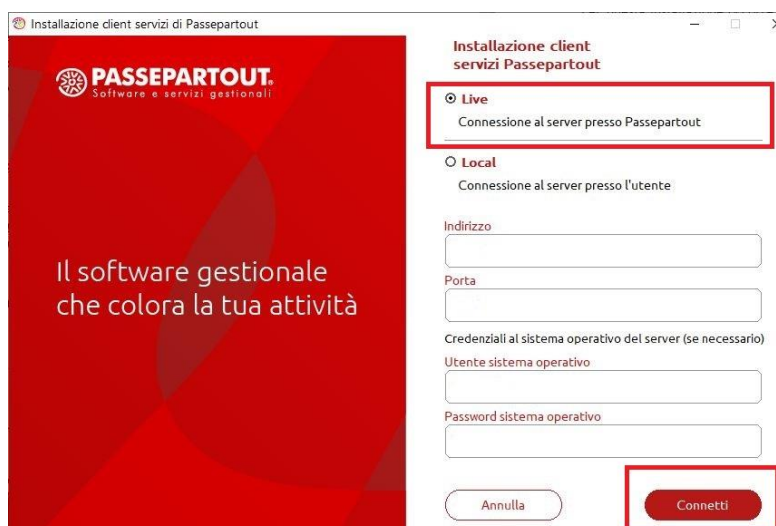 Installazione client servizi di Passepartout
PASSEPARTOUT.
Software e servizi gestionali
Il software gestionale
che colora la tua attività
Installazione client
servizi Passepartout
Live
Connessione al server presso Passepartout
Local
Connessione al server presso l'utente
Indirizzo
Porta
Credenziali al sistema operativo del server (se necessario)
Utente sistema operativo
Password sistema operativo
Annulla
Connetti